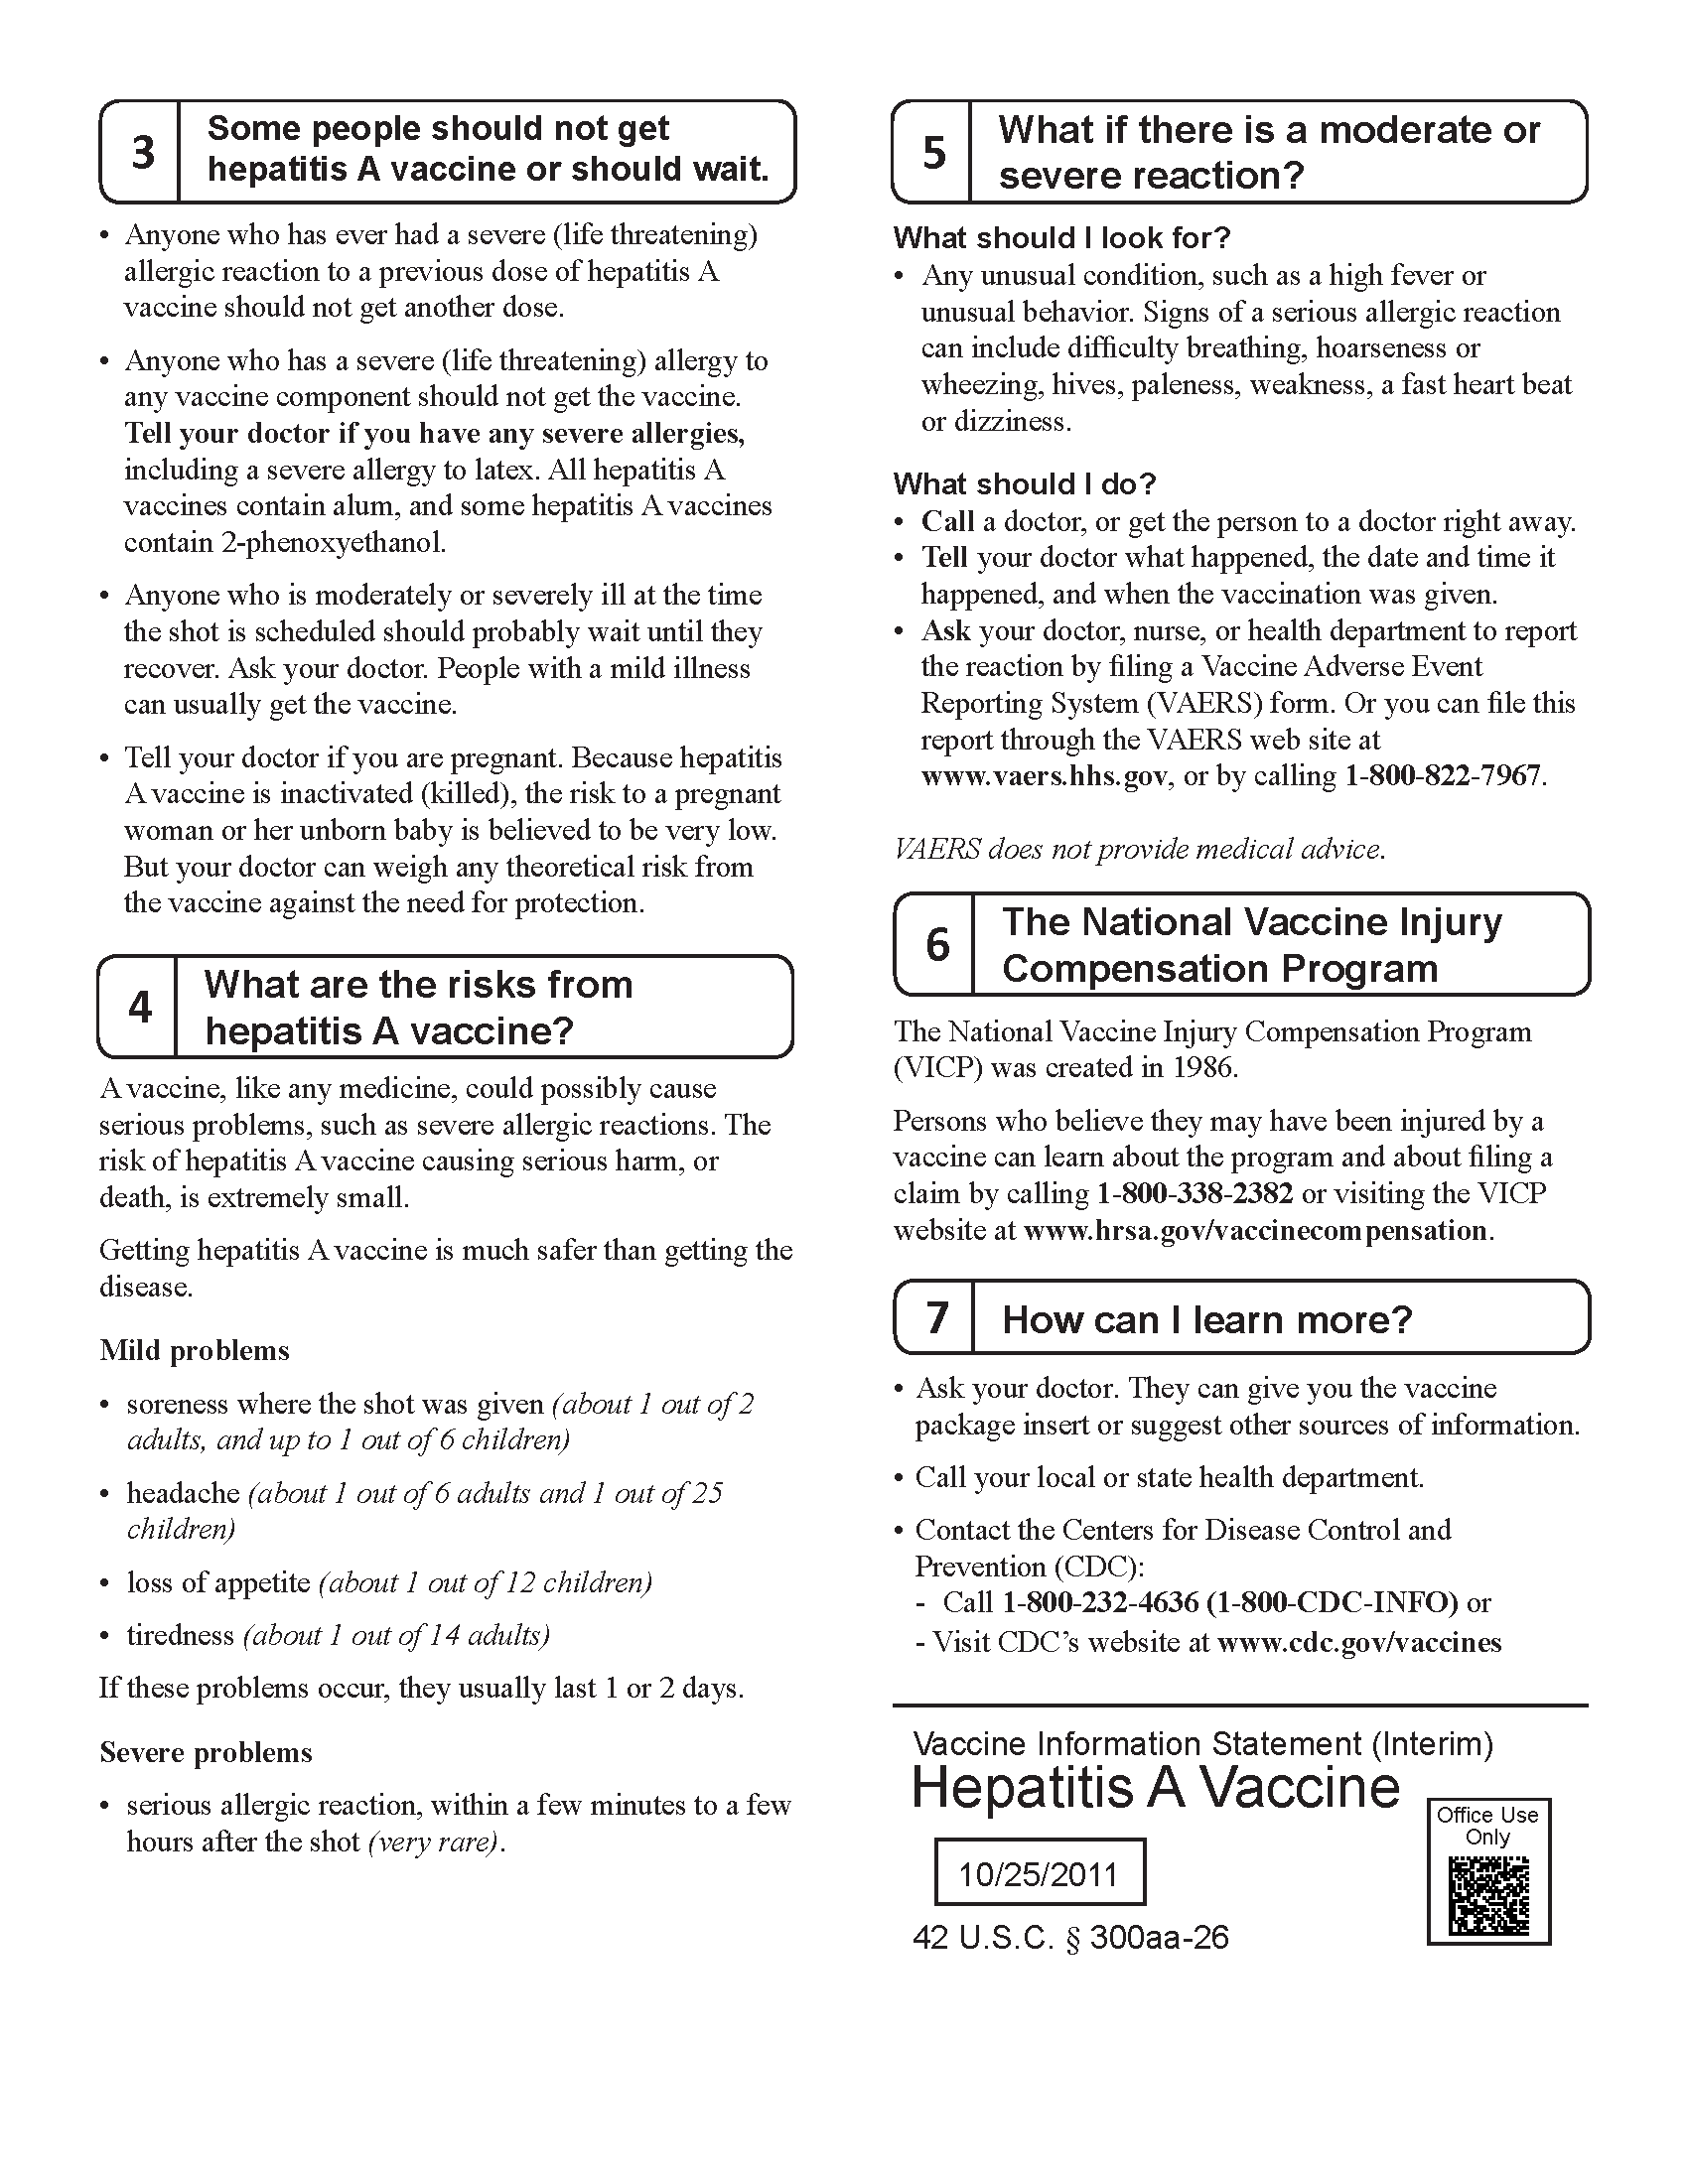 3
Some people should not get
hepatitis A vaccine or should wait.
• Anyone who has ever had a severe (life threatening)
allergic reaction to a previous dose of hepatitis A
vaccine should not get another dose.
• Anyone who has a severe (life threatening) allergy to
any vaccine component should not get the vaccine.
Tell your doctor if you have any severe allergies,
including a severe allergy to latex. All hepatitis A
vaccines contain alum, and some hepatitis A vaccines
contain 2-phenoxyethanol.
• Anyone who is moderately or severely ill at the time
the shot is scheduled should probably wait until they
recover. Ask your doctor. People with a mild illness
can usually get the vaccine.
• Tell your doctor if you are pregnant. Because hepatitis
A vaccine is inactivated (killed), the risk to a pregnant
woman or her unborn baby is believed to be very low.
But your doctor can weigh any theoretical risk from
the vaccine against the need for protection.
4
What are the risks from
hepatitis A vaccine?
A vaccine, like any medicine, could possibly cause
serious problems, such as severe allergic reactions. The
risk of hepatitis A vaccine causing serious harm, or
death, is extremely small.
Getting hepatitis A vaccine is much safer than getting the
disease.
Mild problems
• soreness where the shot was given (about 1 out of 2
adults, and up to 1 out of 6 children)
• headache (about 1 out of 6 adults and 1 out of 25
children)
• loss of appetite (about 1 out of 12 children)
• tiredness (about 1 out of 14 adults)
If these problems occur, they usually last 1 or 2 days.
Severe problems
• serious allergic reaction, within a few minutes to a few
hours after the shot (very rare).
5
What if there is a moderate or
severe reaction?
What should I look for?
• Any unusual condition, such as a high fever or
unusual behavior. Signs of a serious allergic reaction
can include difficulty breathing, hoarseness or
wheezing, hives, paleness, weakness, a fast heart beat
or dizziness.
What should I do?
• Call a doctor, or get the person to a doctor right away.
• Tell your doctor what happened, the date and time it
happened, and when the vaccination was given.
• Ask your doctor, nurse, or health department to report
the reaction by filing a Vaccine Adverse Event
Reporting System (VAERS) form. Or you can file this
report through the VAERS web site at
www.vaers.hhs.gov, or by calling 1-800-822-7967.
VAERS does not provide medical advice.
6
The National Vaccine Injury
Compensation Program
The National Vaccine Injury Compensation Program
(VICP) was created in 1986.
Persons who believe they may have been injured by a
vaccine can learn about the program and about filing a
claim by calling 1-800-338-2382 or visiting the VICP
website at www.hrsa.gov/vaccinecompensation.
7
How can I learn more?
• Ask your doctor. They can give you the vaccine
package insert or suggest other sources of information.
• Call your local or state health department.
• Contact the Centers for Disease Control and
Prevention (CDC):
- Call 1-800-232-4636 (1-800-CDC-INFO) or
- Visit CDC’s website at www.cdc.gov/vaccines
Vaccine Information Statement (Interim)
Hepatitis A Vaccine
Office Use
Only
10/25/2011
42 U.S.C. § 300aa-26